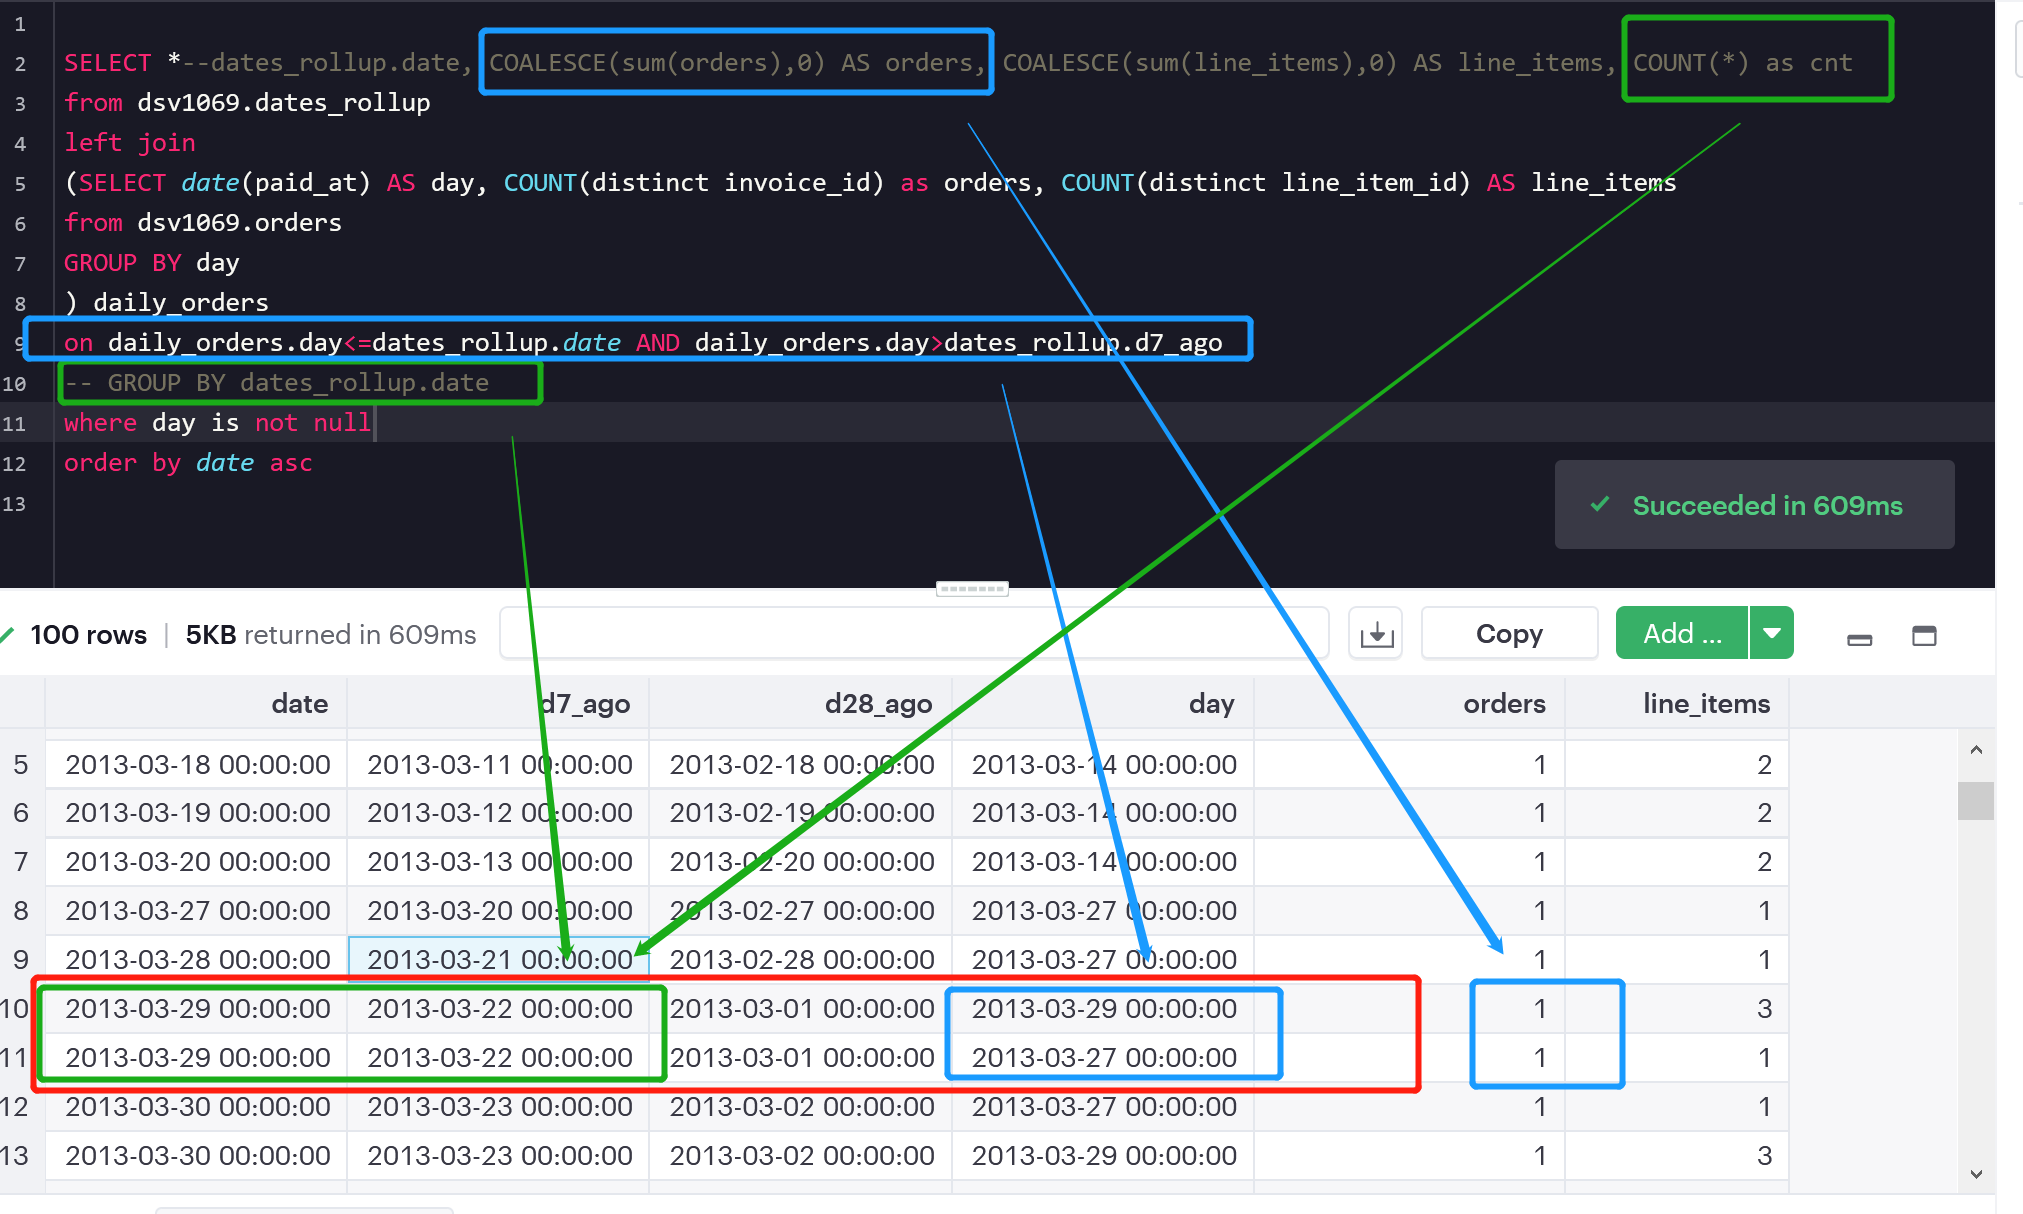 1
2 SELECT *--dates_rollup.date, COALESCE(sum(orders),0) AS orders, COALESCE(sum(line_items),0) AS line_items, COUNT(*) as cnt
3 from dsv1069.dates_rollup
4 left join
5 (SELECT date(paid_at) AS day, COUNT(distinct invoice_id) as orders, COUNT(distinct line_item_id) AS line_items
6 from dsv1069.orders
7 GROUP BY day
8 ) daily_orders
9 on daily_orders.day<=dates_rollup.date AND daily_orders.day>dates_rollup.d7_ago
10 -- GROUP BY dates_rollup.date
11 where day is not null
12 order by date asc
13
Succeeded in 609ms
100 rows | 5KB returned in 609ms Copy Add ...
date d7_ago d28_ago day orders line_items
5 2013-03-18 00:00:00 2013-03-11 00:00:00 2013-02-18 00:00:00 2013-03-14 00:00:00 1 2
6 2013-03-19 00:00:00 2013-03-12 00:00:00 2013-02-19 00:00:00 2013-03-14 00:00:00 1 2
7 2013-03-20 00:00:00 2013-03-13 00:00:00 2013-02-20 00:00:00 2013-03-14 00:00:00 1 2
8 2013-03-27 00:00:00 2013-03-20 00:00:00 2013-02-27 00:00:00 2013-03-27 00:00:00 1 1
9 2013-03-28 00:00:00 2013-03-21 00:00:00 2013-02-28 00:00:00 2013-03-27 00:00:00 1 1
10 2013-03-29 00:00:00 2013-03-22 00:00:00 2013-03-01 00:00:00 2013-03-29 00:00:00 1 3
11 2013-03-29 00:00:00 2013-03-22 00:00:00 2013-03-01 00:00:00 2013-03-27 00:00:00 1 1
12 2013-03-30 00:00:00 2013-03-23 00:00:00 2013-03-02 00:00:00 2013-03-27 00:00:00 1 1
13 2013-03-30 00:00:00 2013-03-23 00:00:00 2013-03-02 00:00:00 2013-03-29 00:00:00 1 3